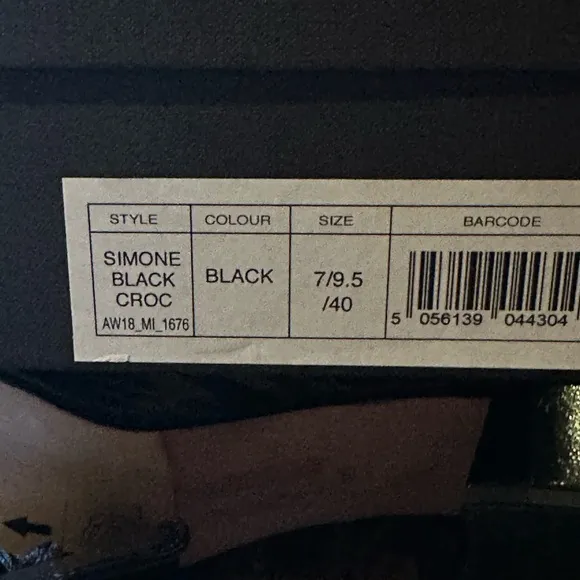 STYLE COLOUR SIZE BARCODE
SIMONE
BLACK
CROC
AW18_MI_1676
BLACK
7/9.5
/40
5 056139 044304